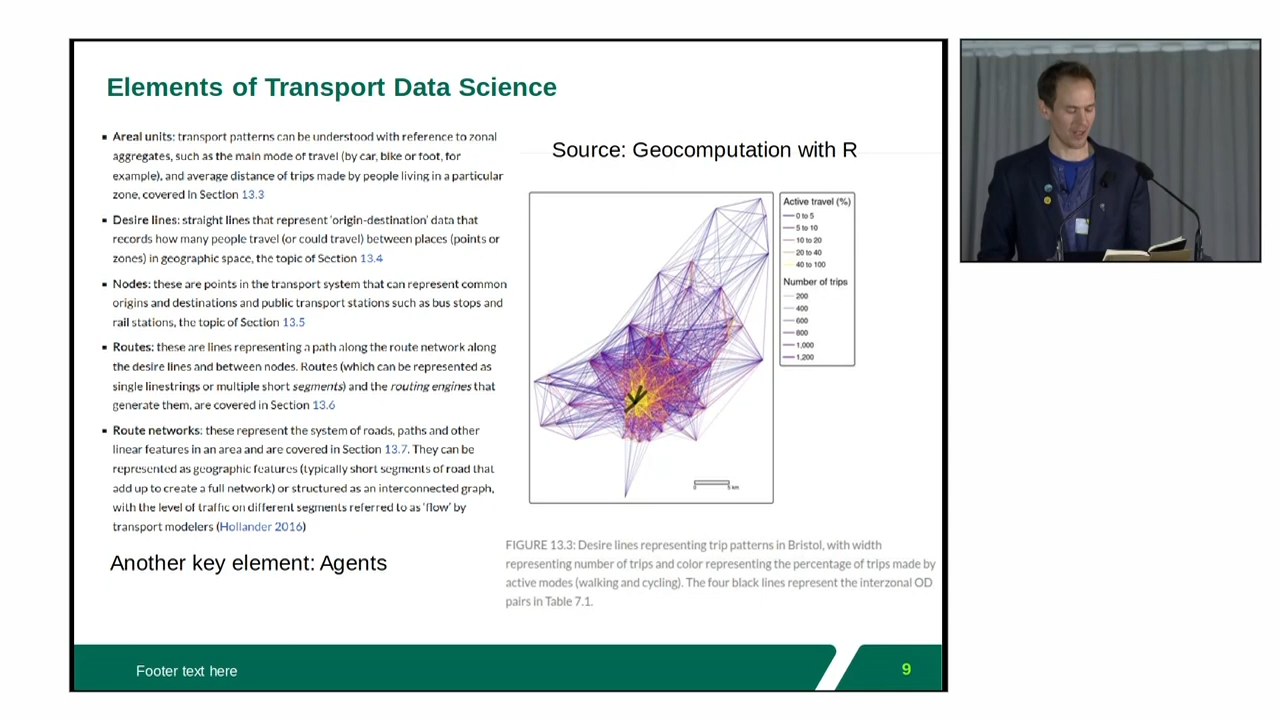 Elements of Transport Data Science
▪ Areal units: transport patterns can be understood with reference to zonal
aggregates, such as the main mode of travel (by car, bike or foot, for
example), and average distance of trips made by people living in a particular
zone, covered in Section 13.3
▪ Desire lines: straight lines that represent 'origin-destination' data that
records how many people travel (or could travel) between places (points or
zones) in geographic space, the topic of Section 13.4
▪ Nodes: these are points in the transport system that can represent common
origins and destinations and public transport stations such as bus stops and
rail stations, the topic of Section 13.5
▪ Routes: these are lines representing a path along the route network along
the desire lines and between nodes. Routes (which can be represented as
single linestrings or multiple short segments) and the routing engines that
generate them, are covered in Section 13.6
▪ Route networks: these represent the system of roads, paths and other
linear features in an area and are covered in Section 13.7. They can be
represented as geographic features (typically short segments of road that
add up to create a full network) or structured as an interconnected graph,
with the level of traffic on different segments referred to as 'flow' by
transport modelers (Hollander 2016)
Another key element: Agents
Source: Geocomputation with R
Active travel (%)
0 to 5
5 to 10
10 to 20
20 to 40
40 to 100
Number of trips
200
400
600
800
1,000
1,200
0 5 km
FIGURE 13.3: Desire lines representing trip patterns in Bristol, with width
representing number of trips and color representing the percentage of trips made by
active modes (walking and cycling). The four black lines represent the interzonal OD
pairs in Table 7.1.
Footer text here
9